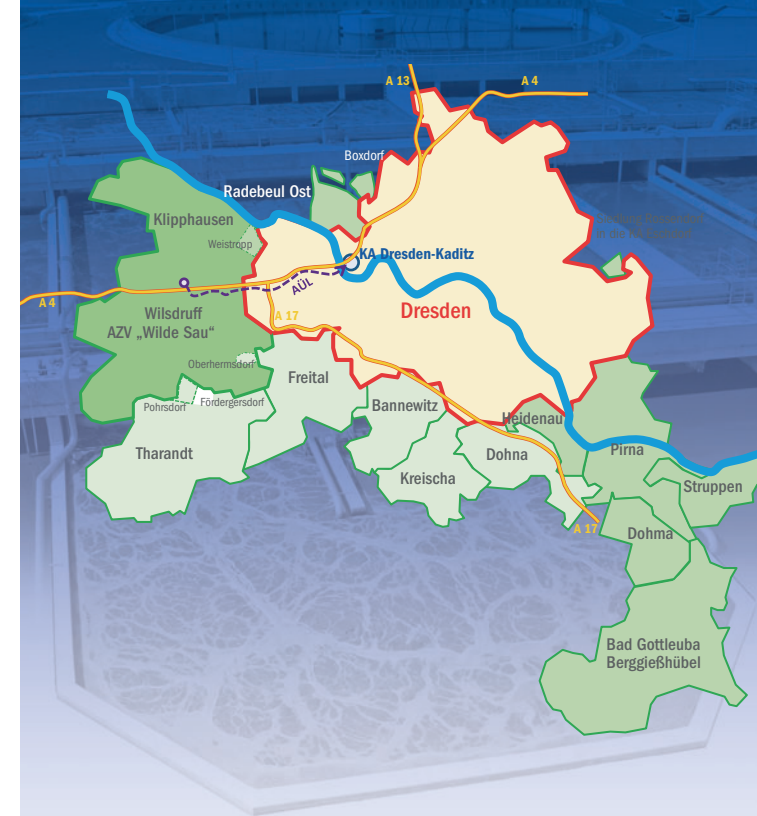 A 13
A 4
Boxdorf
Radebeul Ost
Klipphausen
Weistropp
KA Dresden-Kaditz
AÜL
A 4
Wilsdruff
AZV „Wilde Sau“
A 17
Dresden
Oberhermsdorf
Freital
Pohrsdorf
Fördergersdorf
Bannewitz
Heidenau
Tharandt
Dohna
Pirna
Kreischa
Struppen
A 17
Dohma
Bad Gottleuba
Berggießhübel